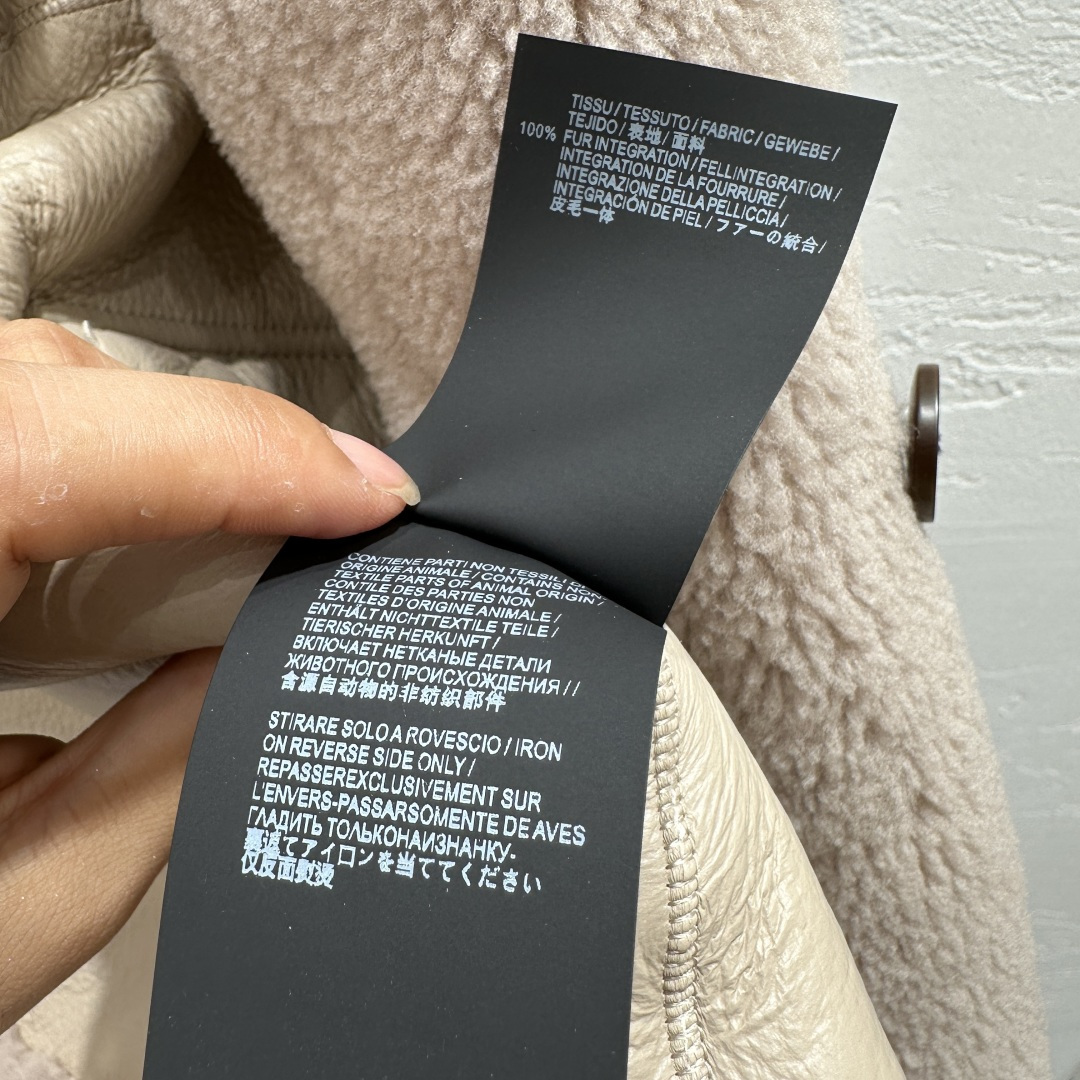 TISSU / TESSUTO / FABRIC / GEWEBE /
TEJIDO / 表地 / 面料
100% FUR INTEGRATION / FELLINTEGRATION /
INTEGRATION DE LA FOURRURE /
INTEGRAZIONE DELLA PELLICCIA /
INTEGRACIÓN DE PIEL / ファーの統合 /
皮毛一体
CONTIENE PARTI NON TESSILI
ORIGINE ANIMALE / CONTAINS NON
TEXTILE PARTS OF ANIMAL ORIGIN /
CONTILE DES PARTIES NON
TEXTILES D'ORIGINE ANIMALE /
ENTHÄLT NICHTTEXTILE TEILE /
TIERISCHER HERKUNFT /
ВКЛЮЧАЕТ НЕТКАНЫЕ ДЕТАЛИ
ЖИВОТНОГО ПРОИСХОЖДЕНИЯ / /
含源自动物的非纺织部件
STIRARE SOLO A ROVESCIO / IRON
ON REVERSE SIDE ONLY /
REPASSEREXCLUSIVEMENT SUR
L'ENVERS-PASSARSOMENTE DE AVES
ГЛАДИТЬ ТОЛЬКОНАИЗНАНКУ.
裏返てアイロンを当ててください
仅反面熨烫